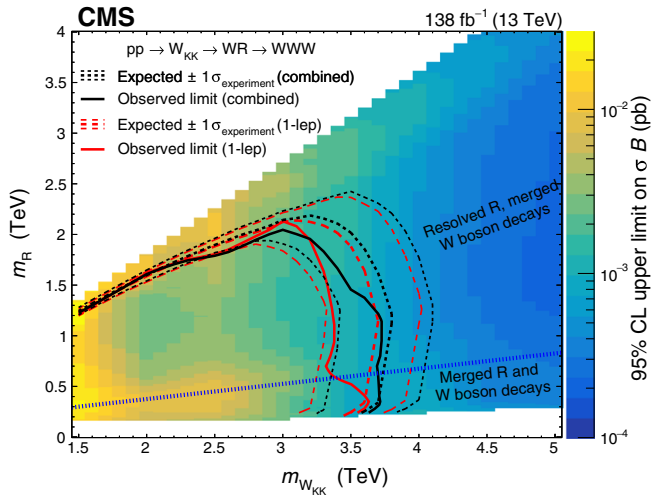 CMS 138 fb⁻¹ (13 TeV)
pp → W_KK → WR → WWW
Expected ± 1σ_experiment (combined)
Observed limit (combined)
Expected ± 1σ_experiment (1-lep)
Observed limit (1-lep)
Resolved R, merged
W boson decays
Merged R and
W boson decays
4
3.5
3
2.5
2
1.5
1
0.5
0
m_R (TeV)
1.5 2 2.5 3 3.5 4 4.5 5
m_W_KK (TeV)
10⁻²
10⁻³
10⁻⁴
95% CL upper limit on σ B (pb)